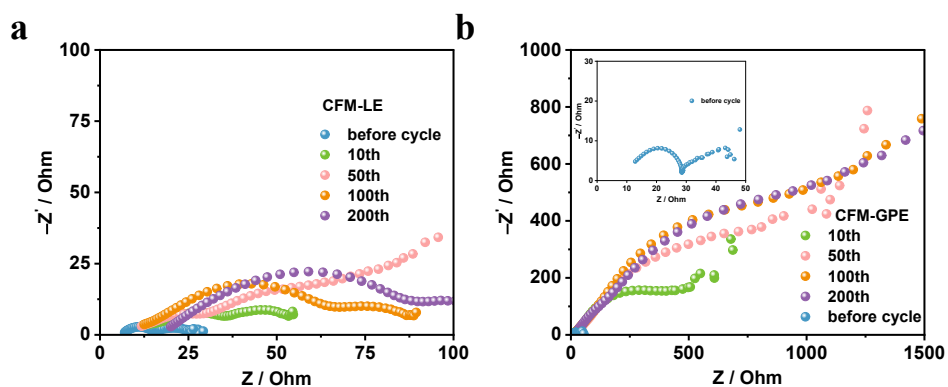 a
100
75
50
25
0
0
25
50
75
100
–Z' / Ohm
Z / Ohm
CFM-LE
before cycle
10th
50th
100th
200th
b
1000
800
600
400
200
0
0
500
1000
1500
–Z' / Ohm
Z / Ohm
30
20
10
0
0
10
20
30
40
50
–Z' / Ohm
Z / Ohm
before cycle
CFM-GPE
10th
50th
100th
200th
before cycle